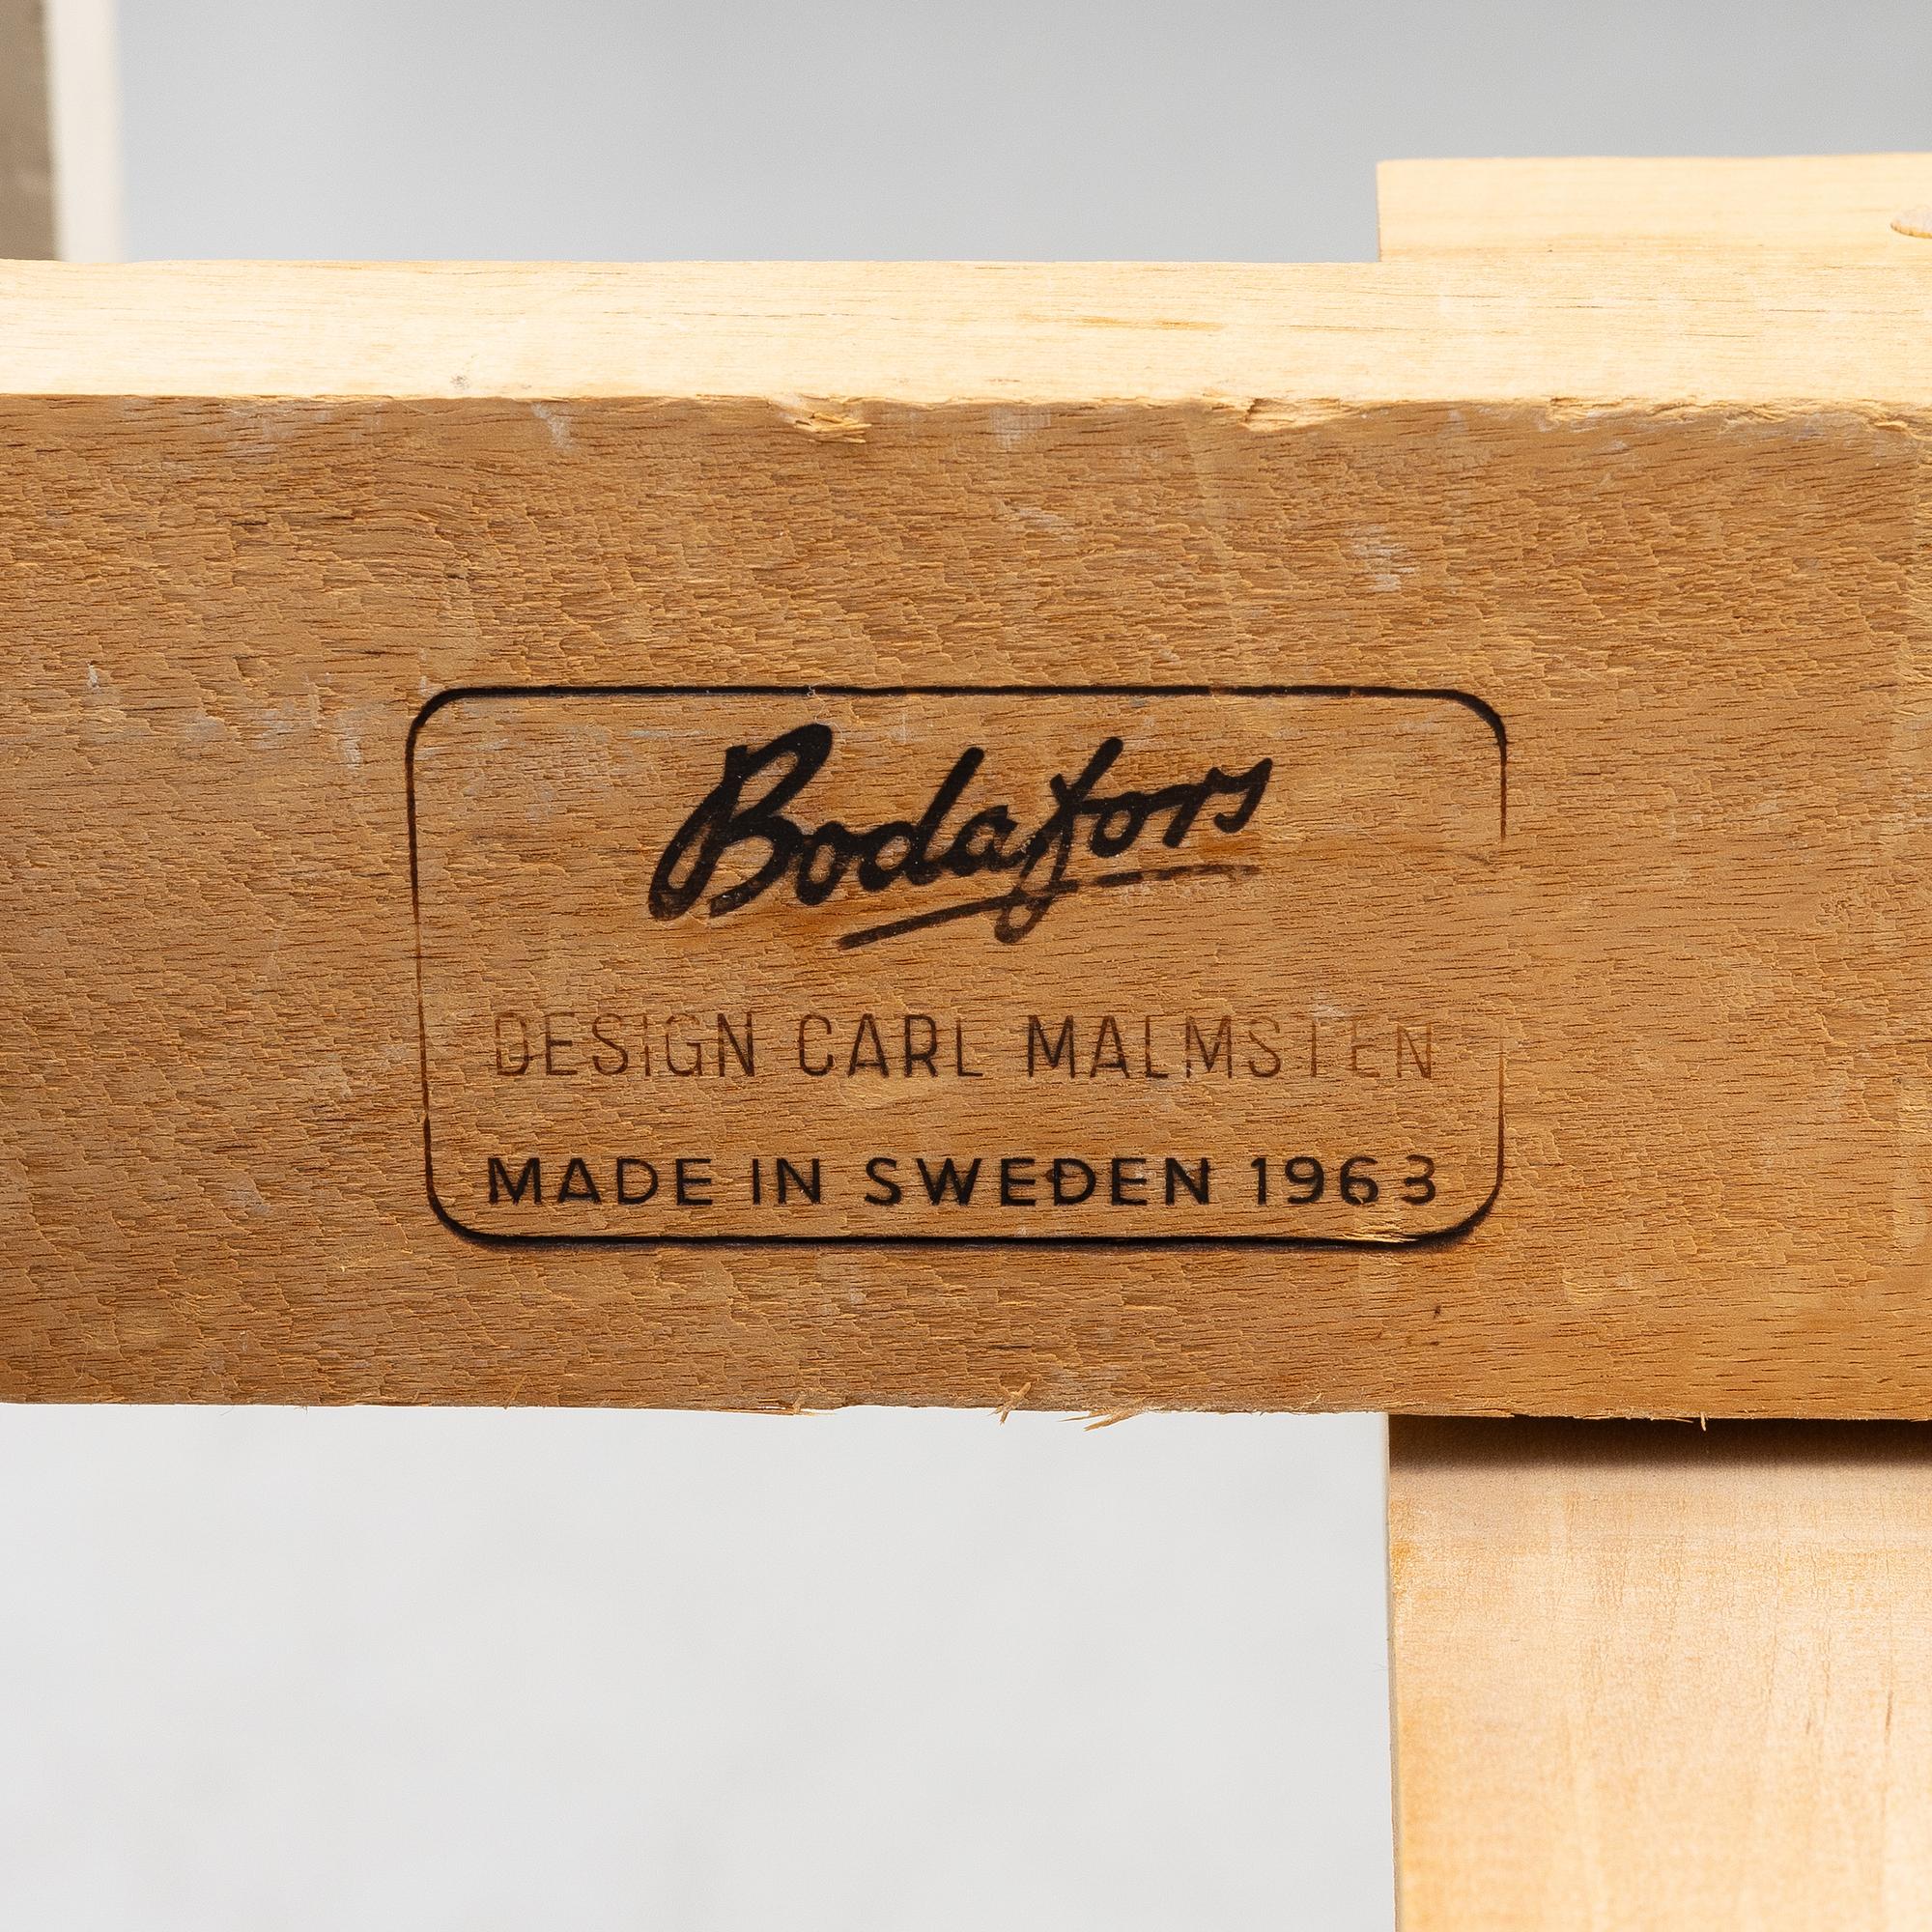 Bodafors
DESIGN CARL MALMSTEN
MADE IN SWEDEN 1963